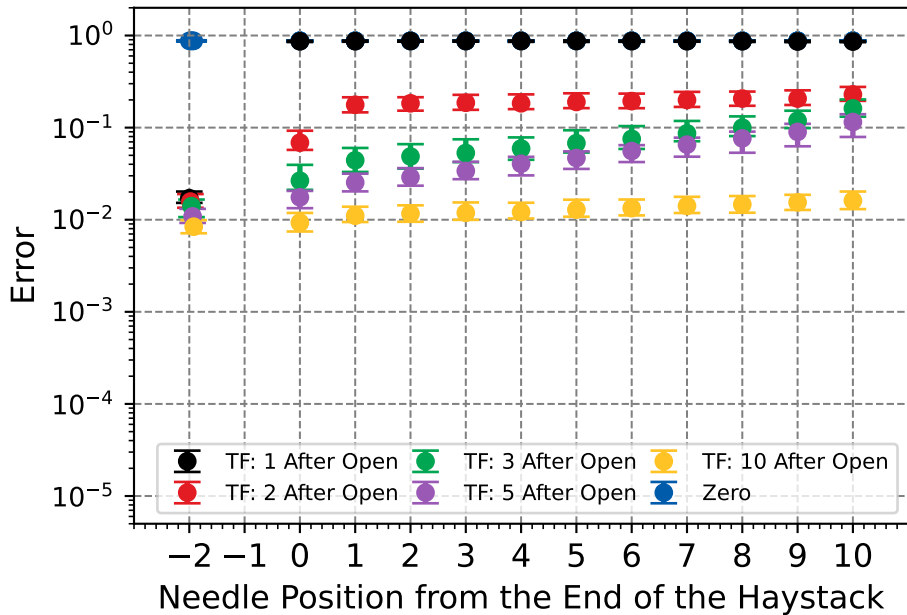 10⁰
10⁻¹
10⁻²
10⁻³
10⁻⁴
10⁻⁵
Error
TF: 1 After Open
TF: 2 After Open
TF: 3 After Open
TF: 5 After Open
TF: 10 After Open
Zero
−2 −1 0 1 2 3 4 5 6 7 8 9 10
Needle Position from the End of the Haystack